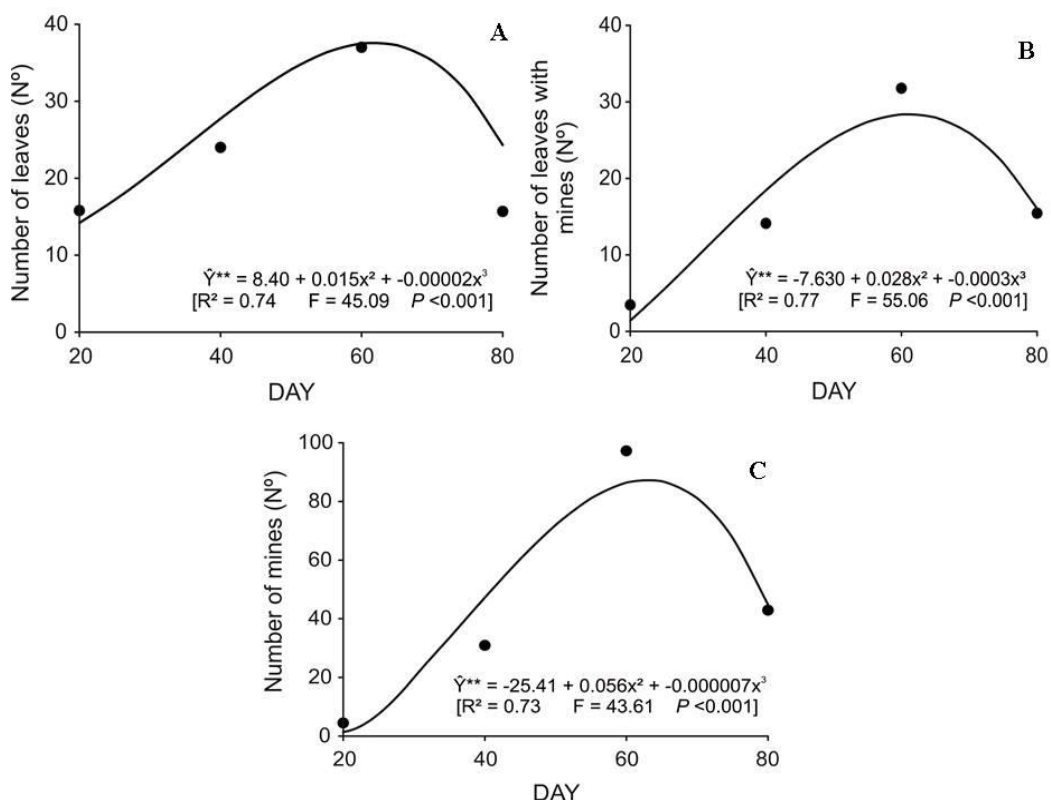 A
Number of leaves (Nº)
40
30
20
10
0
Ŷ** = 8.40 + 0.015x² + -0.00002x³
[R² = 0.74 F = 45.09 P <0.001]
20 40 60 80
DAY
B
Number of leaves with
mines (Nº)
40
30
20
10
0
Ŷ** = -7.630 + 0.028x² + -0.0003x³
[R² = 0.77 F = 55.06 P <0.001]
20 40 60 80
DAY
C
Number of mines (Nº)
100
80
60
40
20
0
Ŷ** = -25.41 + 0.056x² + -0.000007x³
[R² = 0.73 F = 43.61 P <0.001]
20 40 60 80
DAY